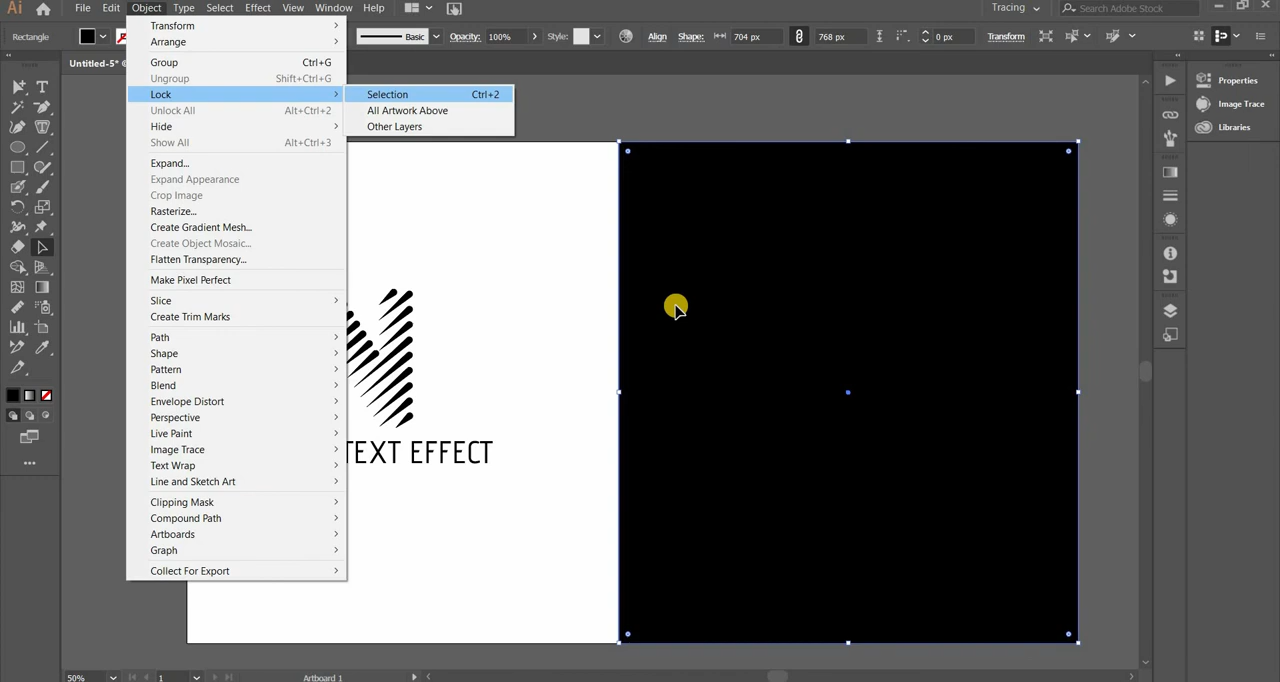 Ai File Edit Object Type Select Effect View Window Help Tracing Search Adobe Stock
Rectangle Basic Opacity: 100% Style: Align Shape: 704 px 768 px 0 px Transform
Untitled-5*
Transform
Arrange
Group Ctrl+G
Ungroup Shift+Ctrl+G
Lock
Unlock All Alt+Ctrl+2
Hide
Show All Alt+Ctrl+3
Expand...
Expand Appearance
Crop Image
Rasterize...
Create Gradient Mesh...
Create Object Mosaic...
Flatten Transparency...
Make Pixel Perfect
Slice
Create Trim Marks
Path
Shape
Pattern
Blend
Envelope Distort
Perspective
Live Paint
Image Trace
Text Wrap
Line and Sketch Art
Clipping Mask
Compound Path
Artboards
Graph
Collect For Export
Selection Ctrl+2
All Artwork Above
Other Layers
TEXT EFFECT
Properties
Image Trace
Libraries
50% 1 Artboard 1